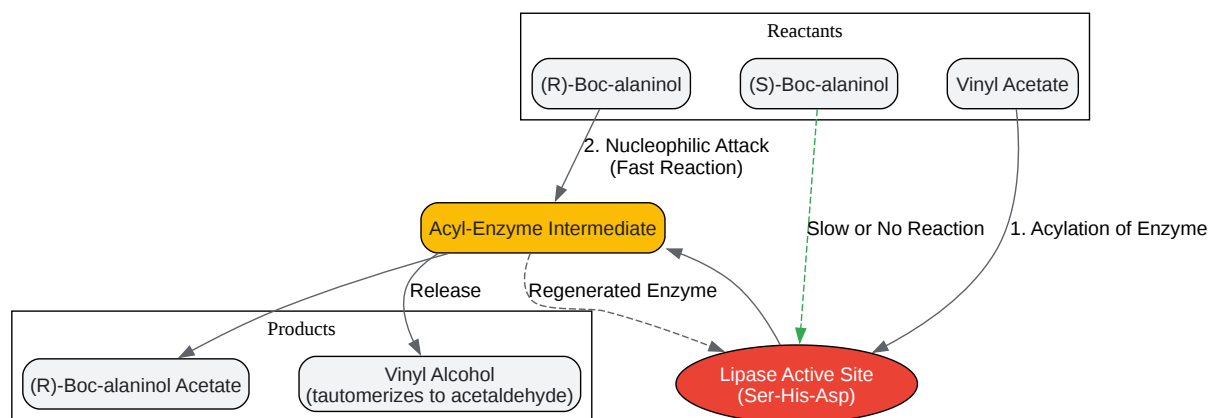 Reactants
(R)-Boc-alaninol
(S)-Boc-alaninol
Vinyl Acetate
2. Nucleophilic Attack
(Fast Reaction)
Acyl-Enzyme Intermediate
Slow or No Reaction
1. Acylation of Enzyme
Release
Regenerated Enzyme
Products
(R)-Boc-alaninol Acetate
Vinyl Alcohol
(tautomerizes to acetaldehyde)
Lipase Active Site
(Ser-His-Asp)